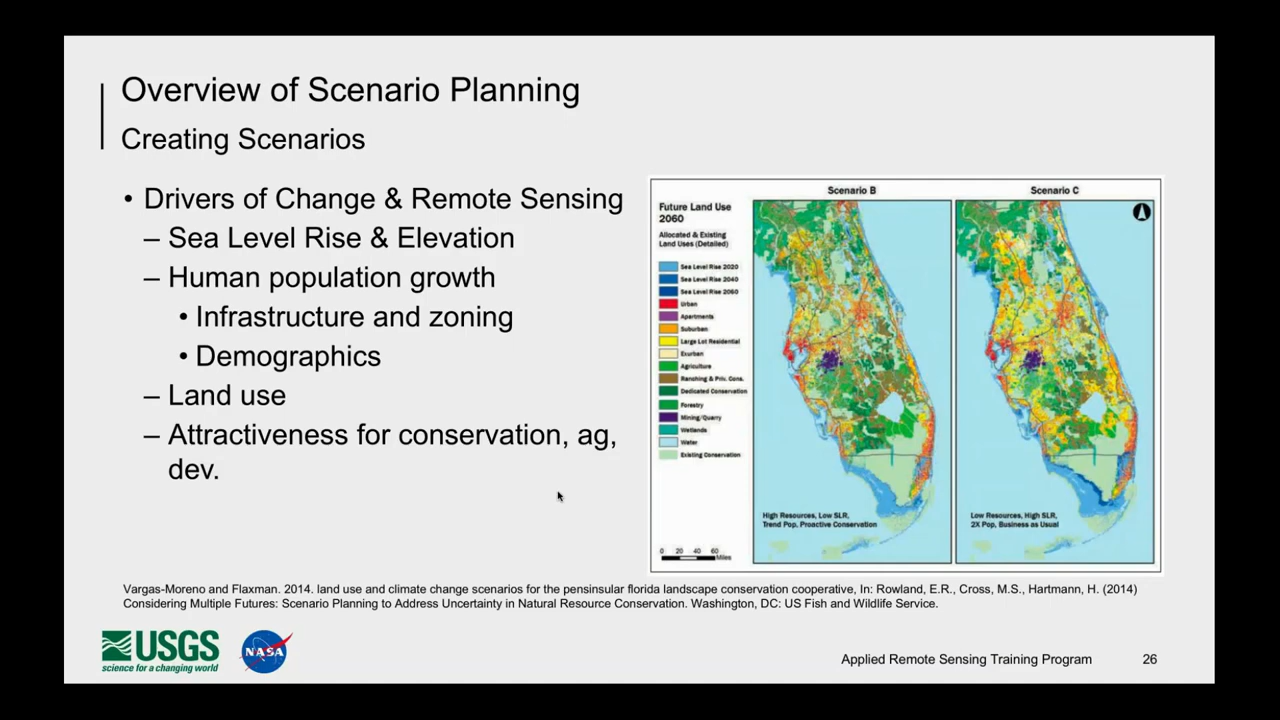 Overview of Scenario Planning
Creating Scenarios
• Drivers of Change & Remote Sensing
– Sea Level Rise & Elevation
– Human population growth
• Infrastructure and zoning
• Demographics
– Land use
– Attractiveness for conservation, ag,
dev.
Scenario B
Scenario C
Future Land Use
2060
Allocated & Existing
Land Uses (Detailed)
Sea Level Rise 2020
Sea Level Rise 2040
Sea Level Rise 2060
Urban
Apartments
Suburban
Large Lot Residential
Exurban
Agriculture
Ranching & Priv. Cons.
Dedicated Conservation
Forestry
Mining/Quarry
Wetlands
Water
Existing Conservation
0 20 40 60
Miles
High Resources, Low SLR,
Trend Pop, Proactive Conservation
Low Resources, High SLR,
2X Pop, Business as Usual
Vargas-Moreno and Flaxman. 2014. land use and climate change scenarios for the pensinsular florida landscape conservation cooperative, In: Rowland, E.R., Cross, M.S., Hartmann, H. (2014)
Considering Multiple Futures: Scenario Planning to Address Uncertainty in Natural Resource Conservation. Washington, DC: US Fish and Wildlife Service.
USGS
science for a changing world
NASA
Applied Remote Sensing Training Program
26